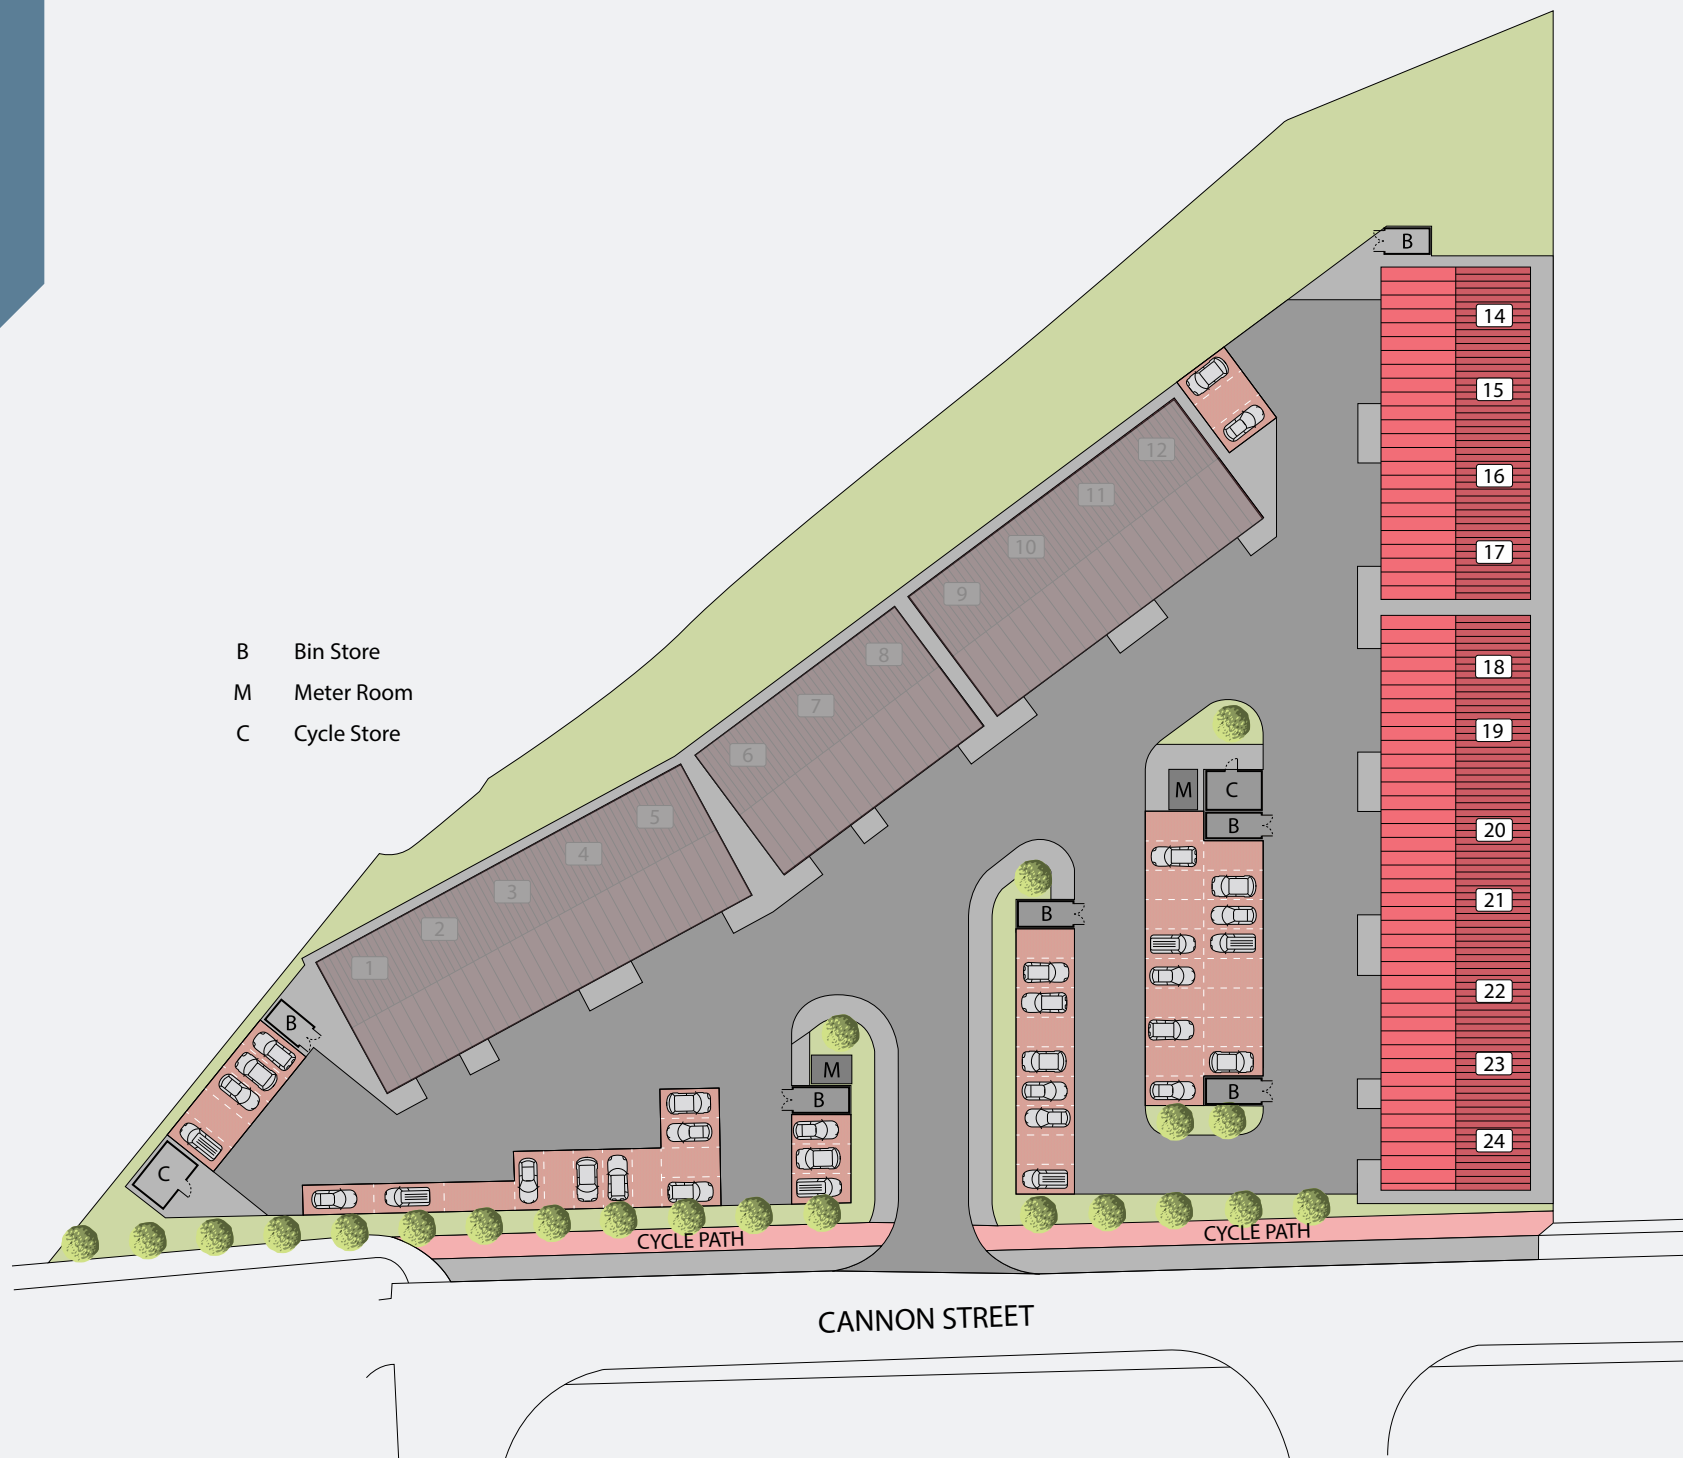 B
14
15
12
16
11
10
17
9
B Bin Store
8
18
M Meter Room
7
19
C Cycle Store
6
M
C
5
B
20
4
3
21
B
2
1
22
B
23
M
B
B
24
C
CYCLE PATH
CYCLE PATH
CANNON STREET